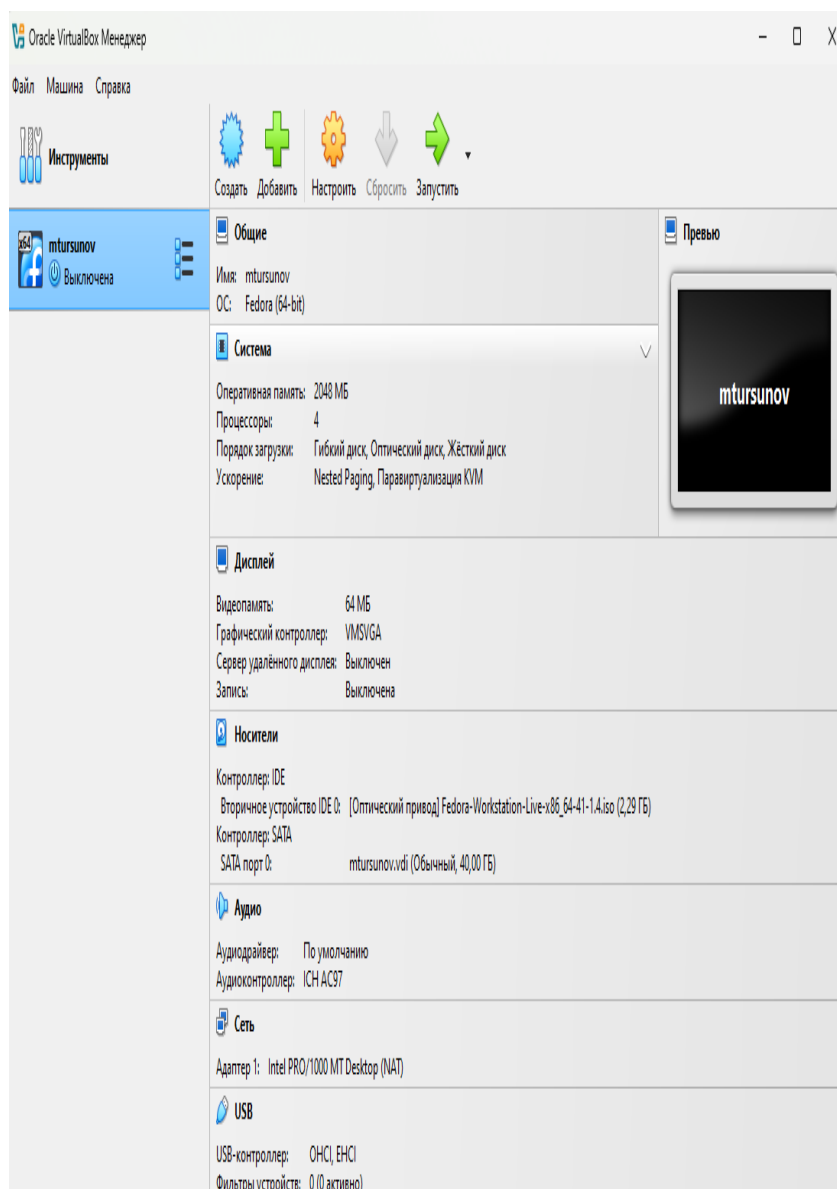 Oracle VirtualBox Менеджер
Файл Машина Справка
Инструменты
Создать Добавить Настроить Сбросить Запустить
x64
mtursunov
Выключена
Общие
Имя: mtursunov
ОС: Fedora (64-bit)
Превью
mtursunov
Система
Оперативная память: 2048 МБ
Процессоры: 4
Порядок загрузки: Гибкий диск, Оптический диск, Жёсткий диск
Ускорение: Nested Paging, Паравиртуализация KVM
Дисплей
Видеопамять: 64 МБ
Графический контроллер: VMSVGA
Сервер удалённого дисплея: Выключен
Запись: Выключена
Носители
Контроллер: IDE
Вторичное устройство IDE 0: [Оптический привод] Fedora-Workstation-Live-x86_64-41-1.4.iso (2,29 ГБ)
Контроллер: SATA
SATA порт 0: mtursunov.vdi (Обычный, 40,00 ГБ)
Аудио
Аудиодрайвер: По умолчанию
Аудиоконтроллер: ICH AC97
Сеть
Адаптер 1: Intel PRO/1000 MT Desktop (NAT)
USB
USB-контроллер: OHCI, EHCI
Фильтры устройств: 0 (0 активно)